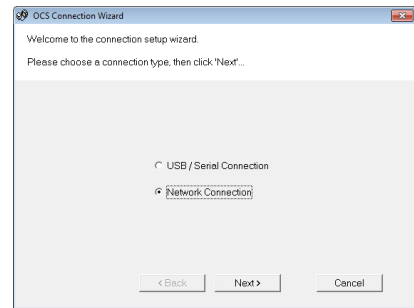 OCS Connection Wizard
Welcome to the connection setup wizard.
Please choose a connection type, then click 'Next'...
USB / Serial Connection
Network Connection
< Back
Next >
Cancel